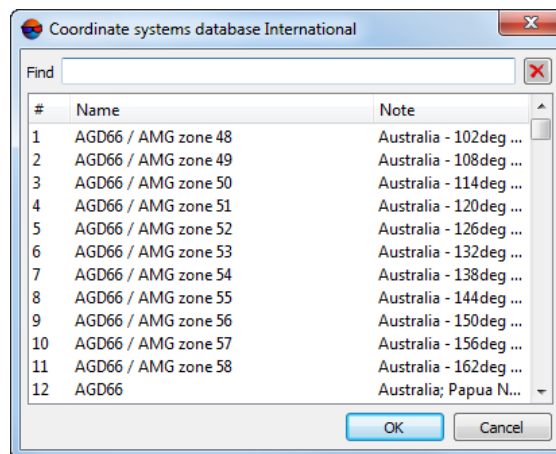 Coordinate systems database International
Find
# Name Note
1 AGD66 / AMG zone 48 Australia - 102deg ...
2 AGD66 / AMG zone 49 Australia - 108deg ...
3 AGD66 / AMG zone 50 Australia - 114deg ...
4 AGD66 / AMG zone 51 Australia - 120deg ...
5 AGD66 / AMG zone 52 Australia - 126deg ...
6 AGD66 / AMG zone 53 Australia - 132deg ...
7 AGD66 / AMG zone 54 Australia - 138deg ...
8 AGD66 / AMG zone 55 Australia - 144deg ...
9 AGD66 / AMG zone 56 Australia - 150deg ...
10 AGD66 / AMG zone 57 Australia - 156deg ...
11 AGD66 / AMG zone 58 Australia - 162deg ...
12 AGD66 Australia; Papua N...
OK Cancel